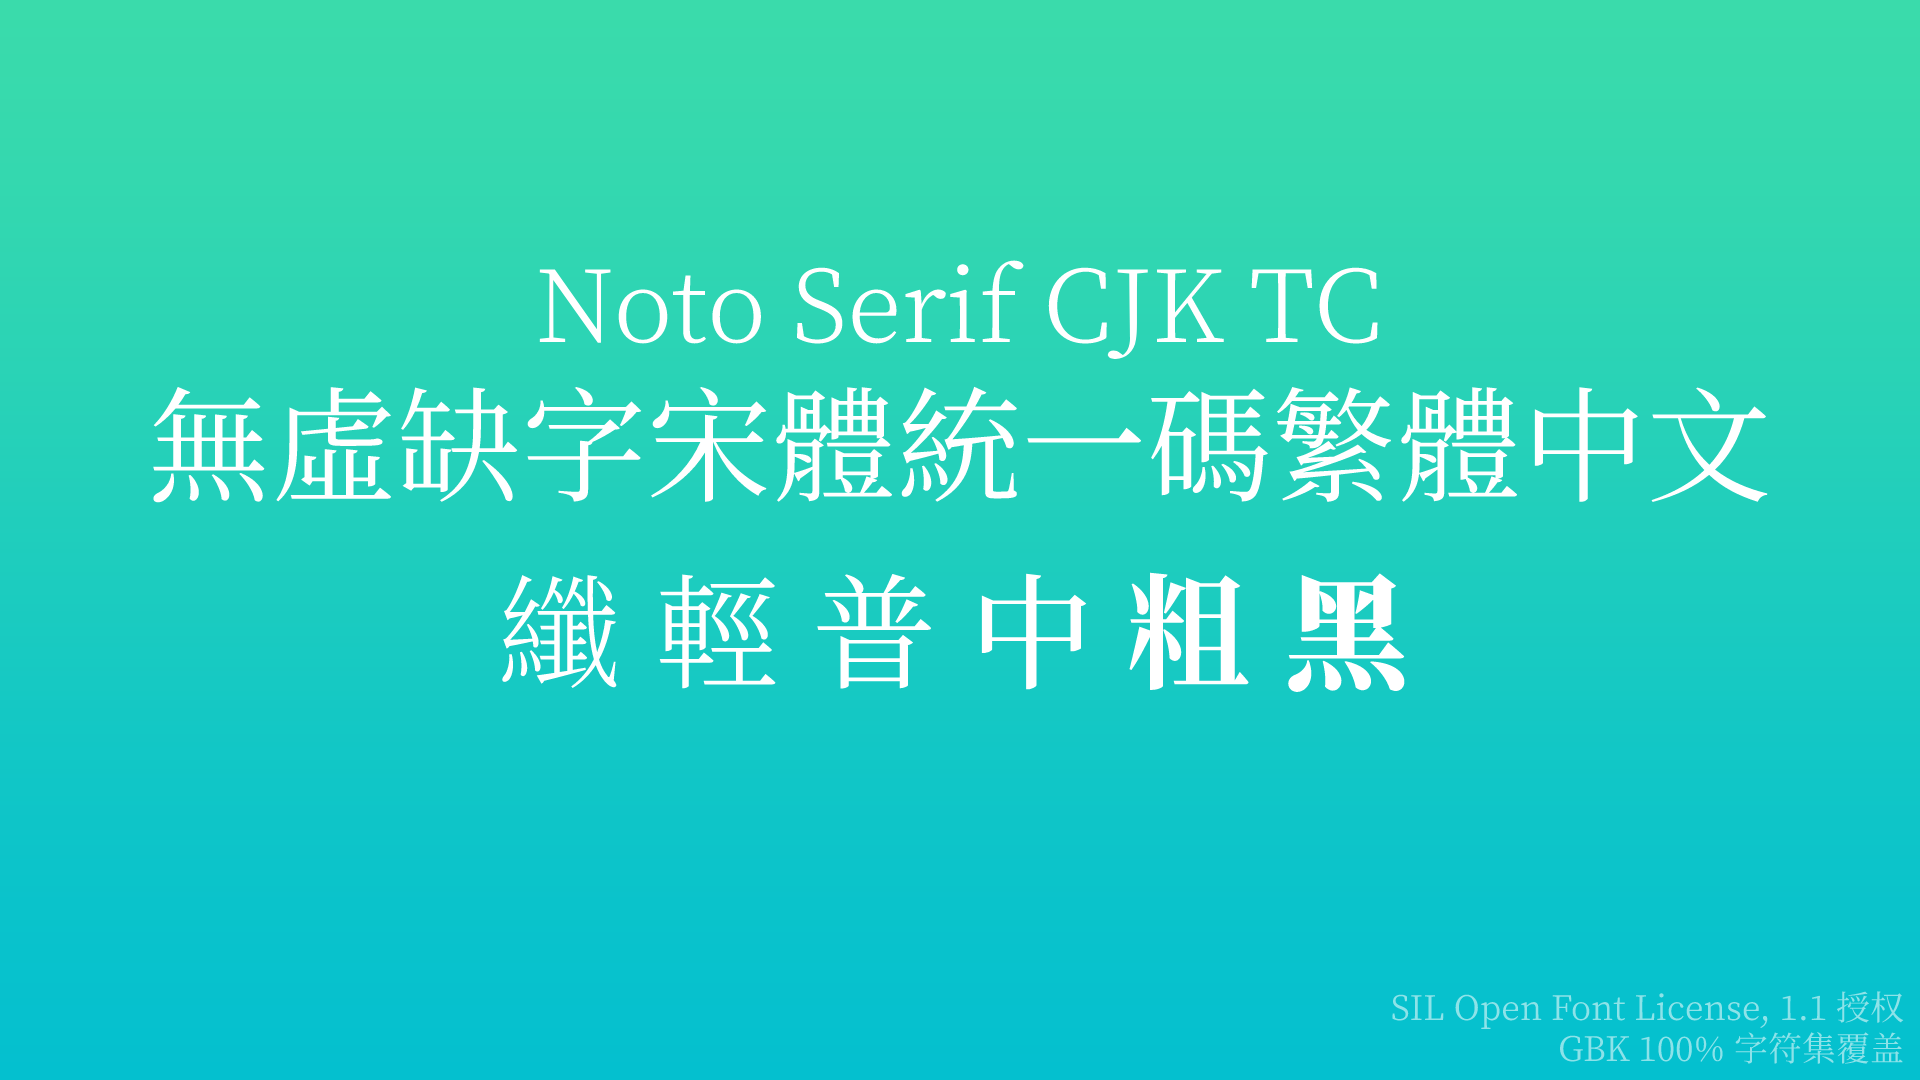 Noto Serif CJK TC
無虛缺字宋體統一碼繁體中文
纖 輕 普 中 粗 黑
SIL Open Font License, 1.1 授权
GBK 100% 字符集覆盖